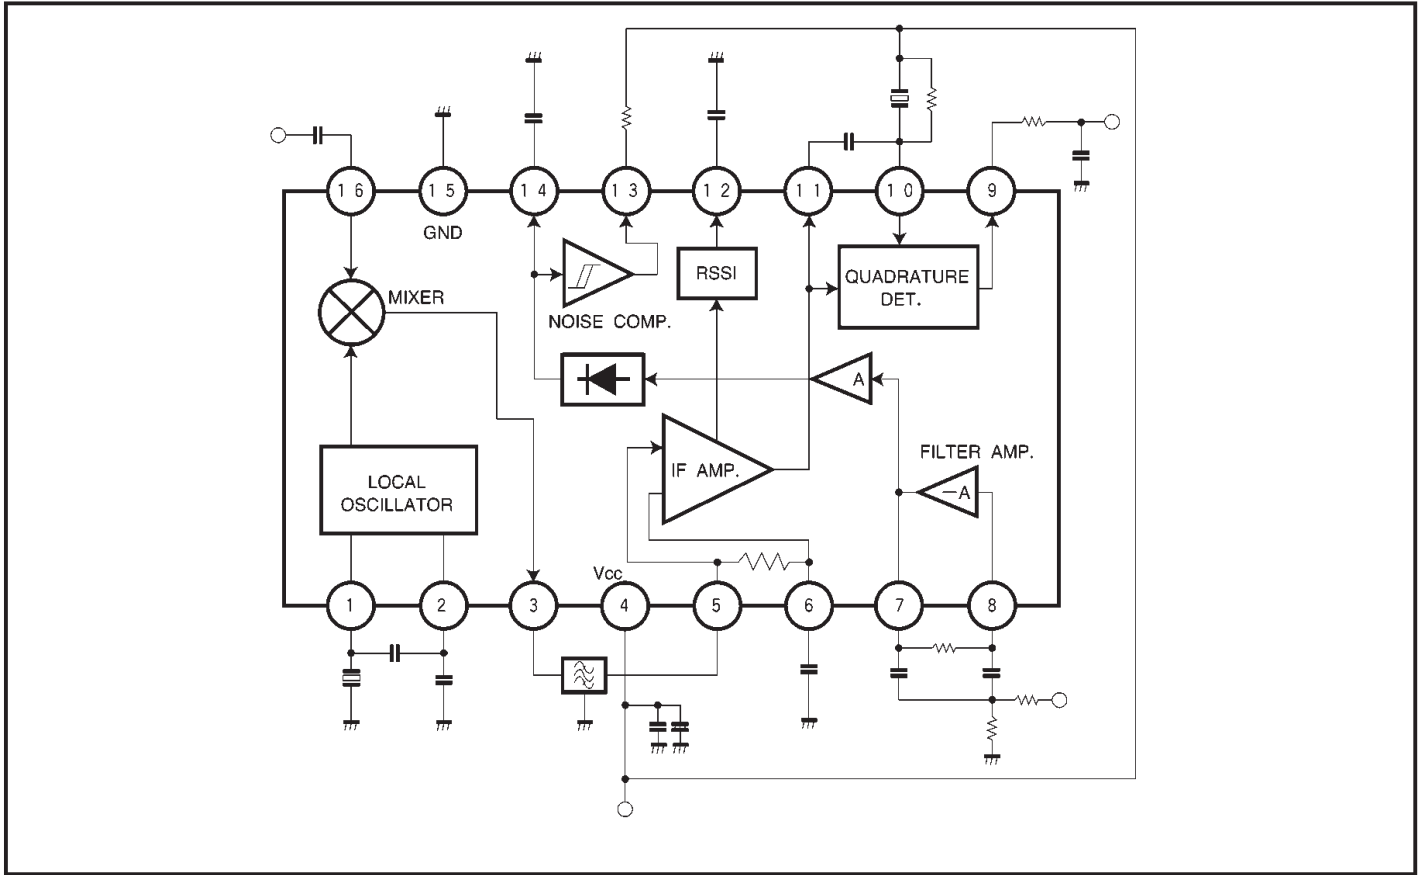 16 15 14 13 12 11 10 9
GND
MIXER
RSSI
QUADRATURE
DET.
NOISE COMP.
A
FILTER AMP.
LOCAL
OSCILLATOR
IF AMP.
−A
Vcc
1 2 3 4 5 6 7 8